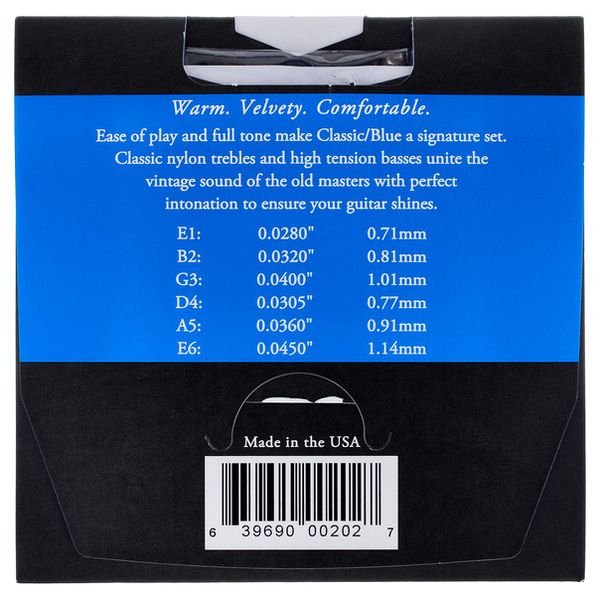 Warm. Velvety. Comfortable.
Ease of play and full tone make Classic/Blue a signature set.
Classic nylon trebles and high tension basses unite the
vintage sound of the old masters with perfect
intonation to ensure your guitar shines.
E1: 0.0280" 0.71mm
B2: 0.0320" 0.81mm
G3: 0.0400" 1.01mm
D4: 0.0305" 0.77mm
A5: 0.0360" 0.91mm
E6: 0.0450" 1.14mm
Made in the USA
6 39690 00202 7